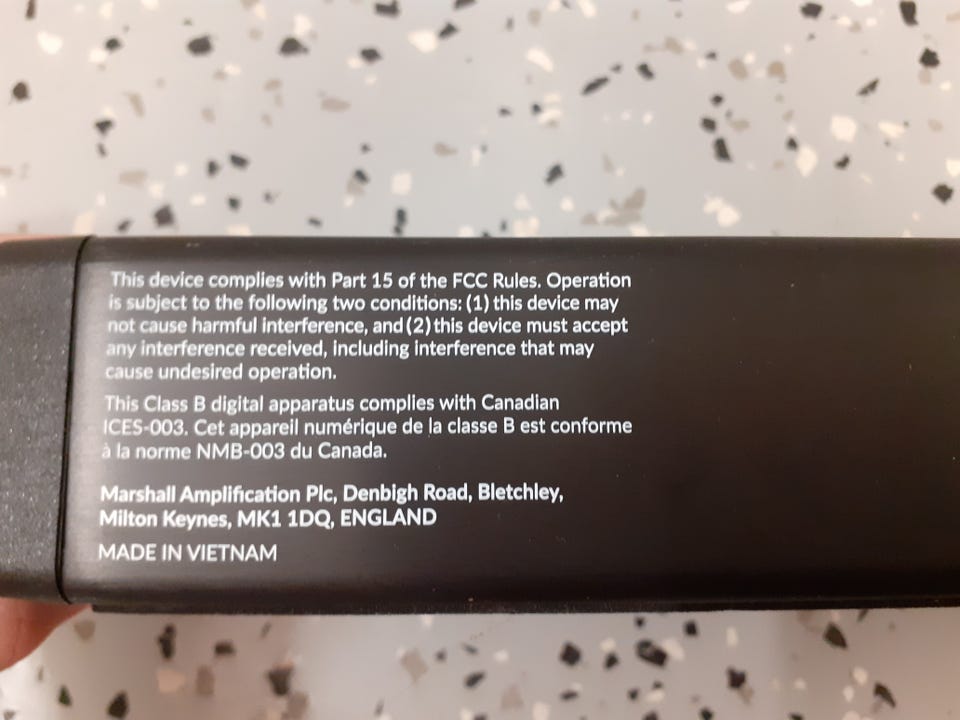 This device complies with Part 15 of the FCC Rules. Operation
is subject to the following two conditions: (1) this device may
not cause harmful interference, and (2) this device must accept
any interference received, including interference that may
cause undesired operation.
This Class B digital apparatus complies with Canadian
ICES-003. Cet appareil numérique de la classe B est conforme
à la norme NMB-003 du Canada.
Marshall Amplification Plc, Denbigh Road, Bletchley,
Milton Keynes, MK1 1DQ, ENGLAND
MADE IN VIETNAM